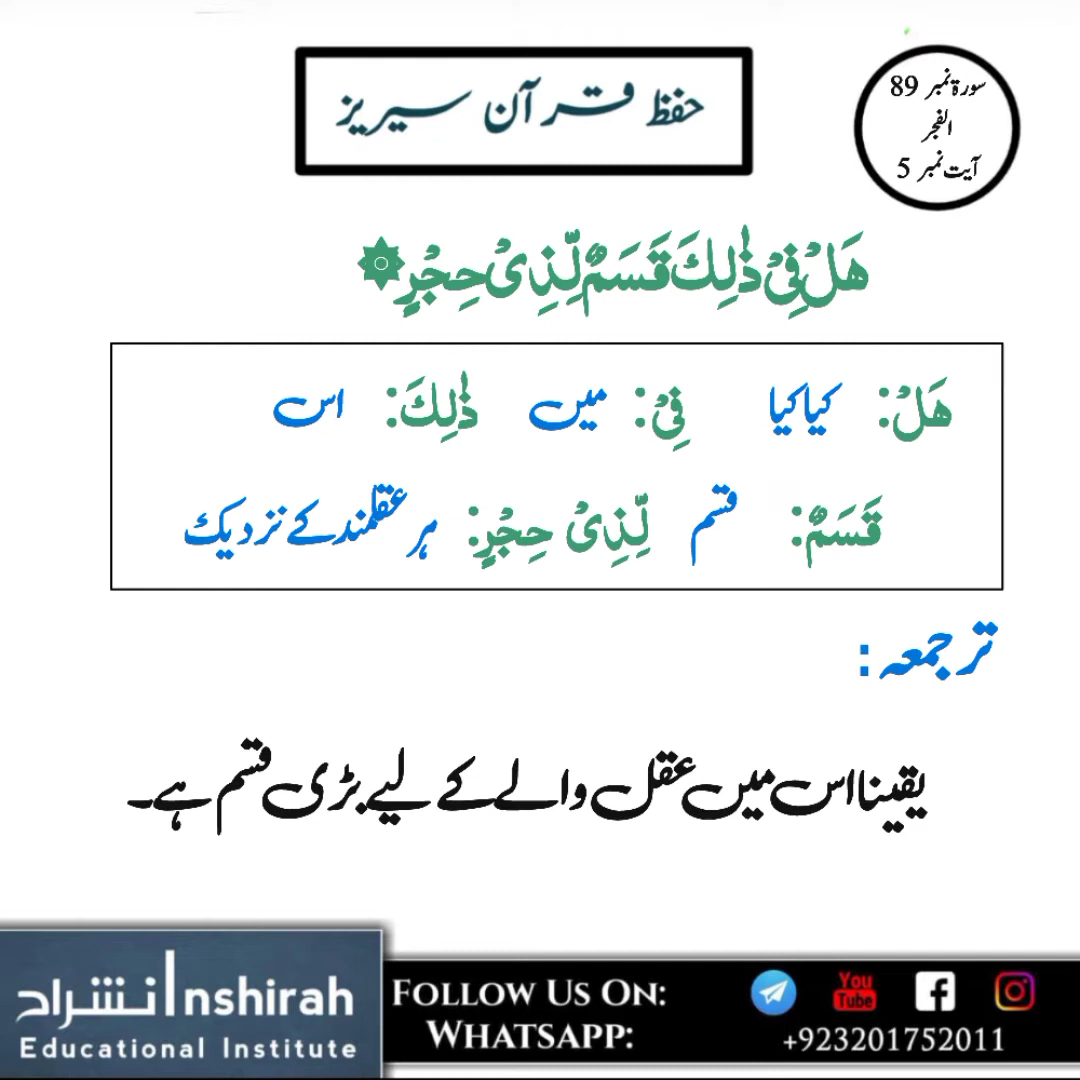 حفظ قرآن سیریز
سورۃ نمبر 89
الفجر
آیت نمبر 5
هَلْ فِیْ ذٰلِكَ قَسَمٌ لِّذِیْ حِجْرٍ
هَلْ: کیا کیا فِیْ: میں ذٰلِكَ: اس
قَسَمٌ: قسم لِّذِیْ حِجْرٍ: ہر عقلمند کے نزدیک
ترجمعہ :
یقینا اس میں عقل والے کے لیے بڑی قسم ہے۔
انشراح Inshirah
Educational Institute
FOLLOW US ON:
You Tube
WHATSAPP: +923201752011